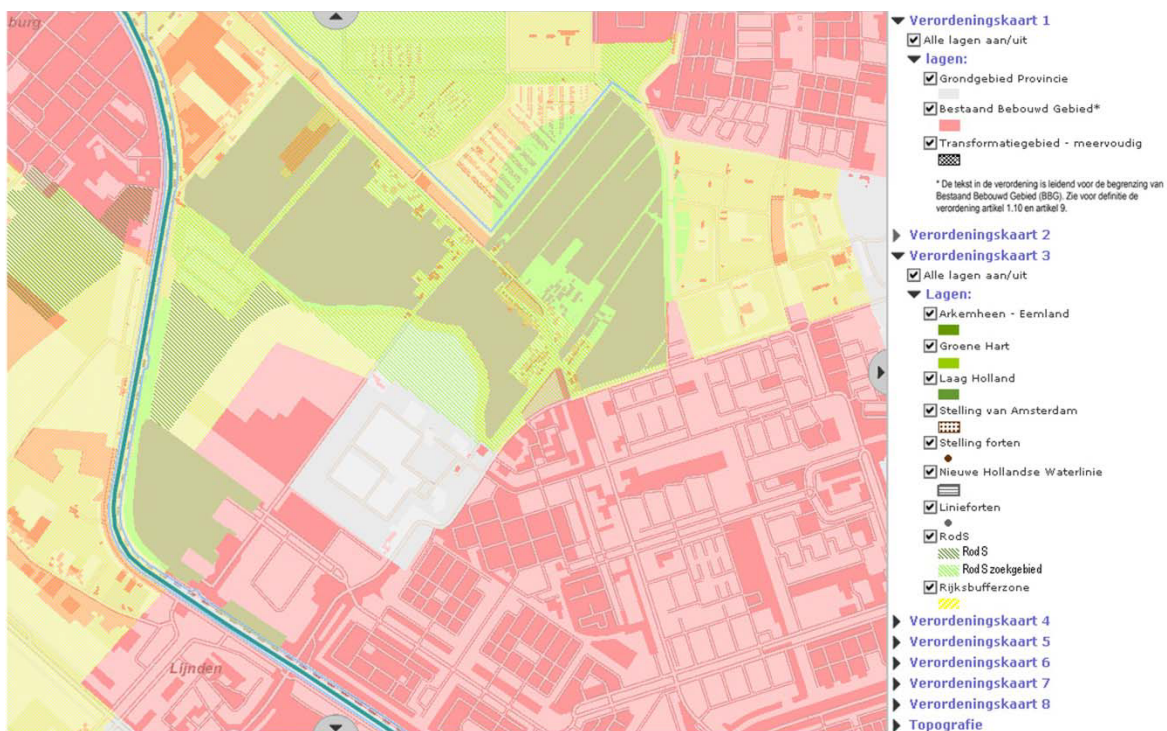 burg
Lijnden
Verordeningskaart 1
Alle lagen aan/uit
lagen:
Grondgebied Provincie
Bestaand Bebouwd Gebied*
Transformatiegebied - meervoudig
* De tekst in de verordening is leidend voor de begrenzing van
Bestaand Bebouwd Gebied (BBG). Zie voor definitie de
verordening artikel 1.10 en artikel 9.
Verordeningskaart 2
Verordeningskaart 3
Alle lagen aan/uit
Lagen:
Arkemheen - Eemland
Groene Hart
Laag Holland
Stelling van Amsterdam
Stelling forten
Nieuwe Hollandse Waterlinie
Linieforten
RodS
RodS
RodS zoekgebied
Rijksbufferzone
Verordeningskaart 4
Verordeningskaart 5
Verordeningskaart 6
Verordeningskaart 7
Verordeningskaart 8
Topografie